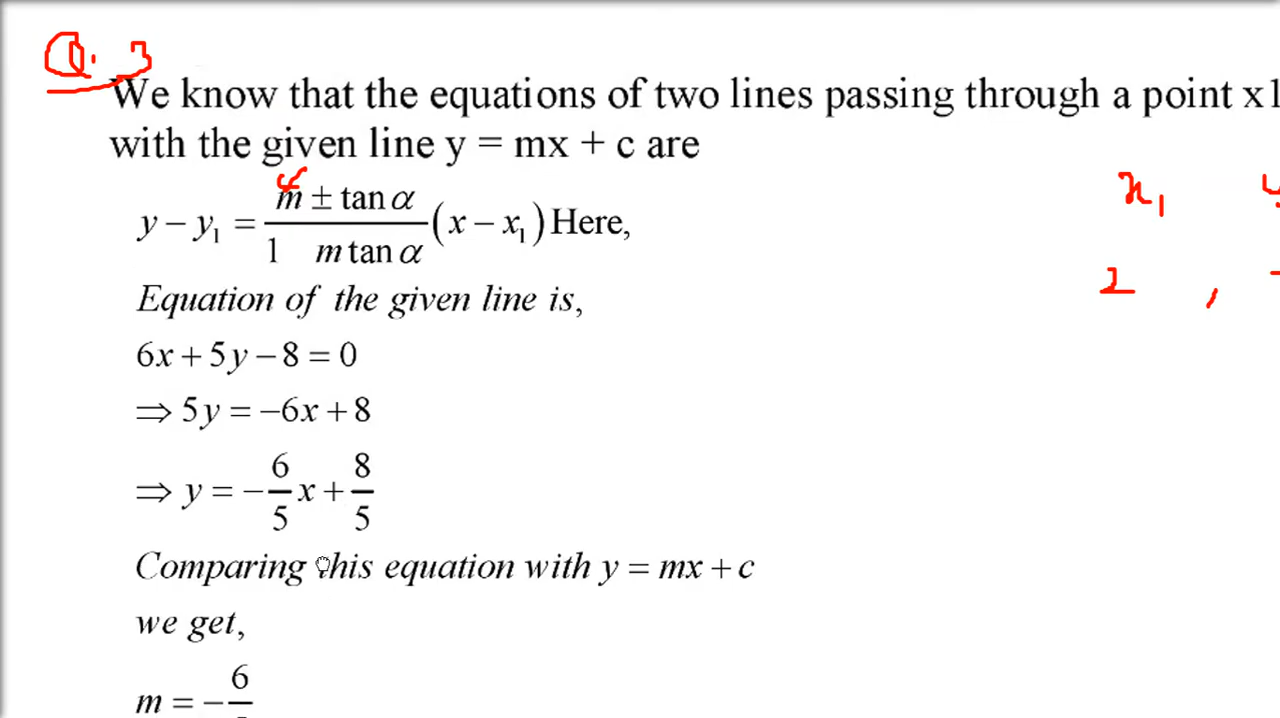 Q. 3
We know that the equations of two lines passing through a point x1
with the given line y = mx + c are
y − y₁ = (m ± tan α)/(1   m tan α) (x − x₁) Here,
x₁
2 ,
Equation of the given line is,
6x + 5y − 8 = 0
⇒ 5y = −6x + 8
⇒ y = −6/5 x + 8/5
Comparing this equation with y = mx + c
we get,
m = −6/